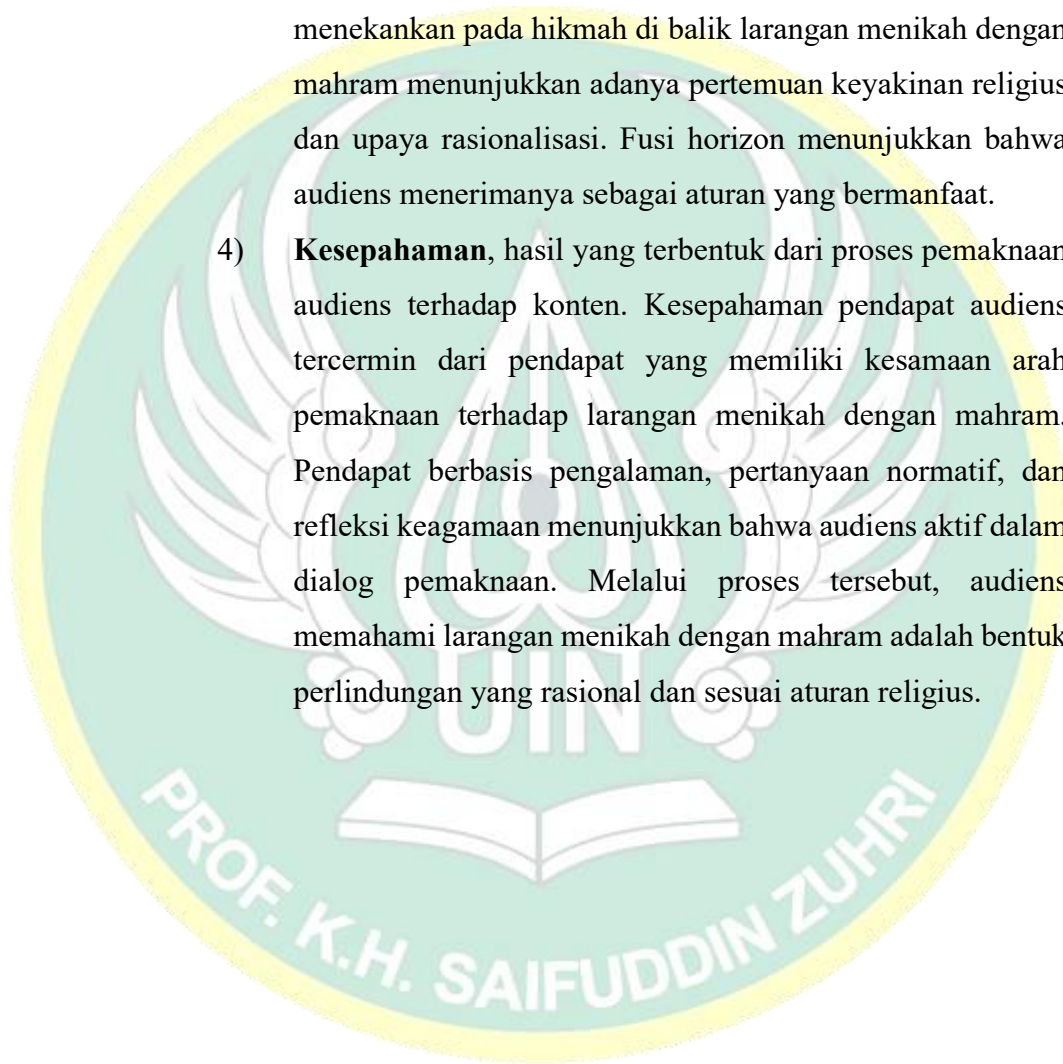 menekankan pada hikmah di balik larangan menikah dengan
mahram menunjukkan adanya pertemuan keyakinan religius
dan upaya rasionalisasi. Fusi horizon menunjukkan bahwa
audiens menerimanya sebagai aturan yang bermanfaat.
4) Kesepahaman, hasil yang terbentuk dari proses pemaknaan
audiens terhadap konten. Kesepahaman pendapat audiens
tercermin dari pendapat yang memiliki kesamaan arah
pemaknaan terhadap larangan menikah dengan mahram.
Pendapat berbasis pengalaman, pertanyaan normatif, dan
refleksi keagamaan menunjukkan bahwa audiens aktif dalam
dialog pemaknaan. Melalui proses tersebut, audiens
memahami larangan menikah dengan mahram adalah bentuk
perlindungan yang rasional dan sesuai aturan religius.
UIN
PROF. K.H. SAIFUDDIN ZUHRI